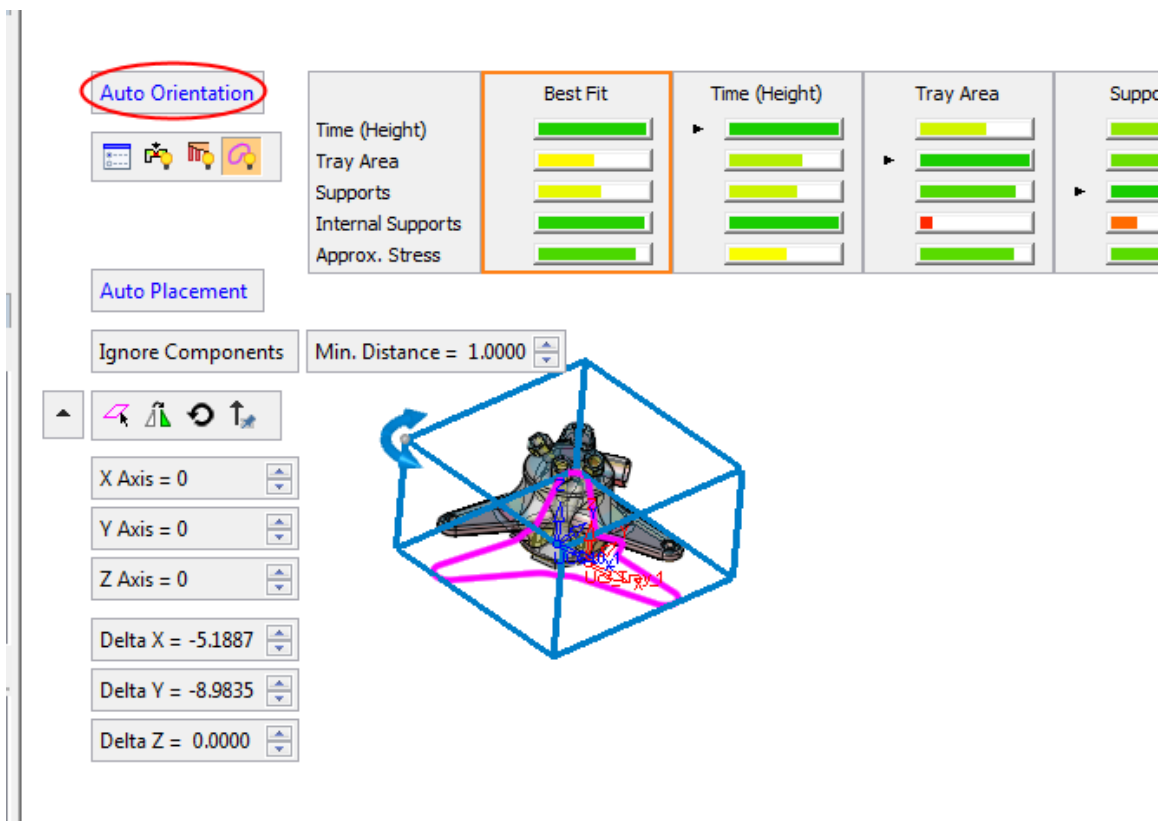 Auto Orientation
Best Fit Time (Height) Tray Area Suppo
Time (Height)
Tray Area
Supports
Internal Supports
Approx. Stress
Auto Placement
Ignore Components Min. Distance = 1.0000
X Axis = 0
Y Axis = 0
Z Axis = 0
Delta X = -5.1887
Delta Y = -8.9835
Delta Z = 0.0000